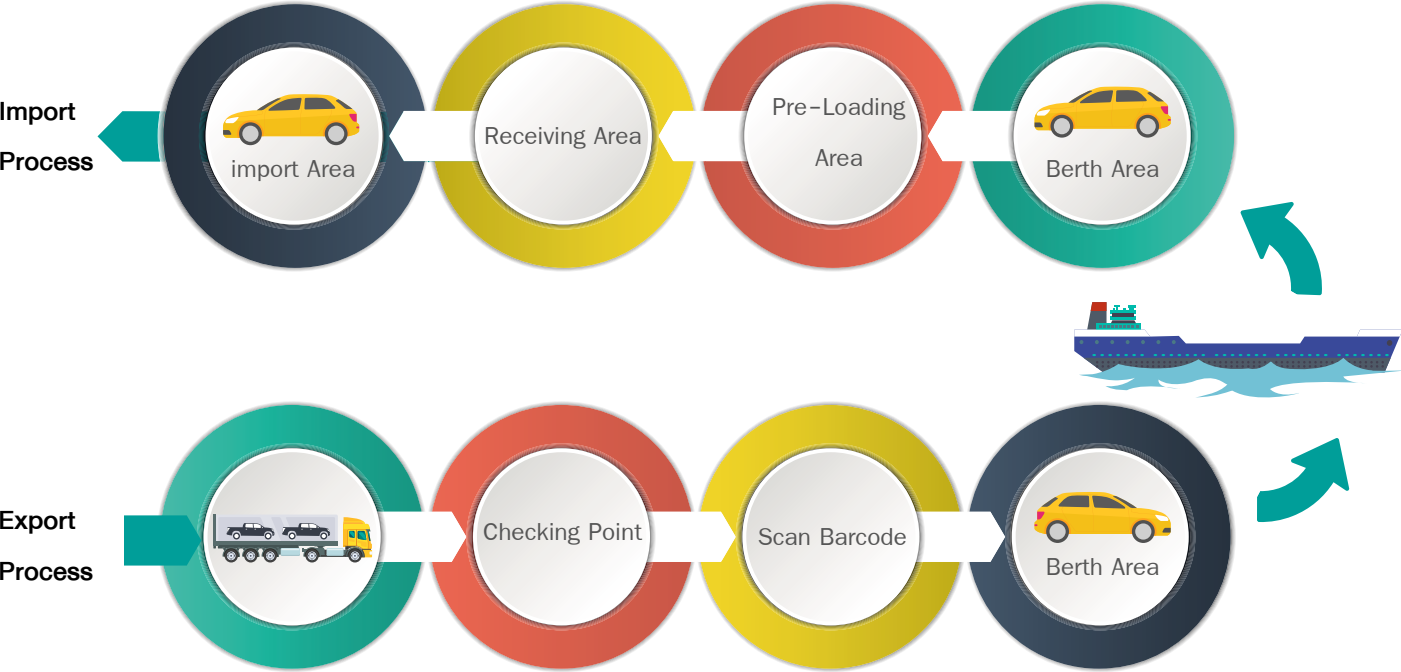 Import
Process
import Area
Receiving Area
Pre-Loading
Area
Berth Area
Export
Process
Checking Point
Scan Barcode
Berth Area